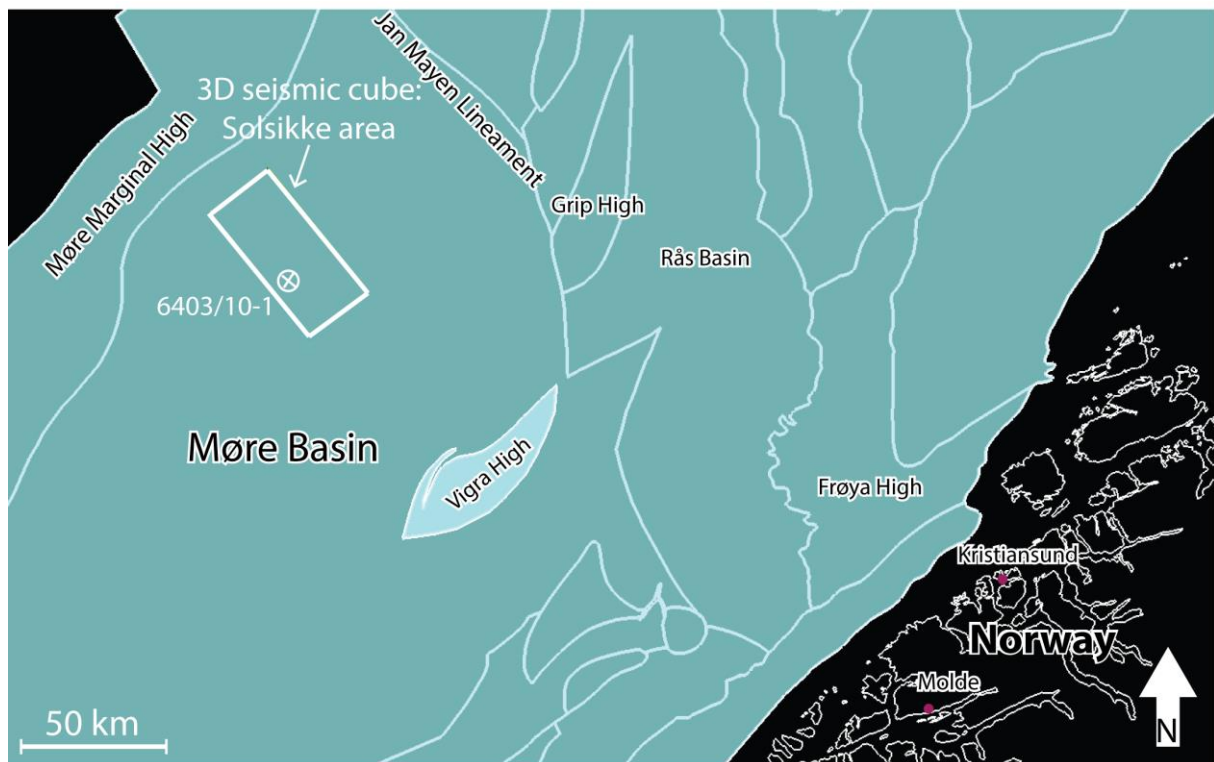 Jan Mayen Lineament
3D seismic cube:
Solsikke area
Møre Marginal High
Grip High
Rås Basin
6403/10-1
Møre Basin
Vigra High
Frøya High
Kristiansund
Norway
Molde
50 km
N